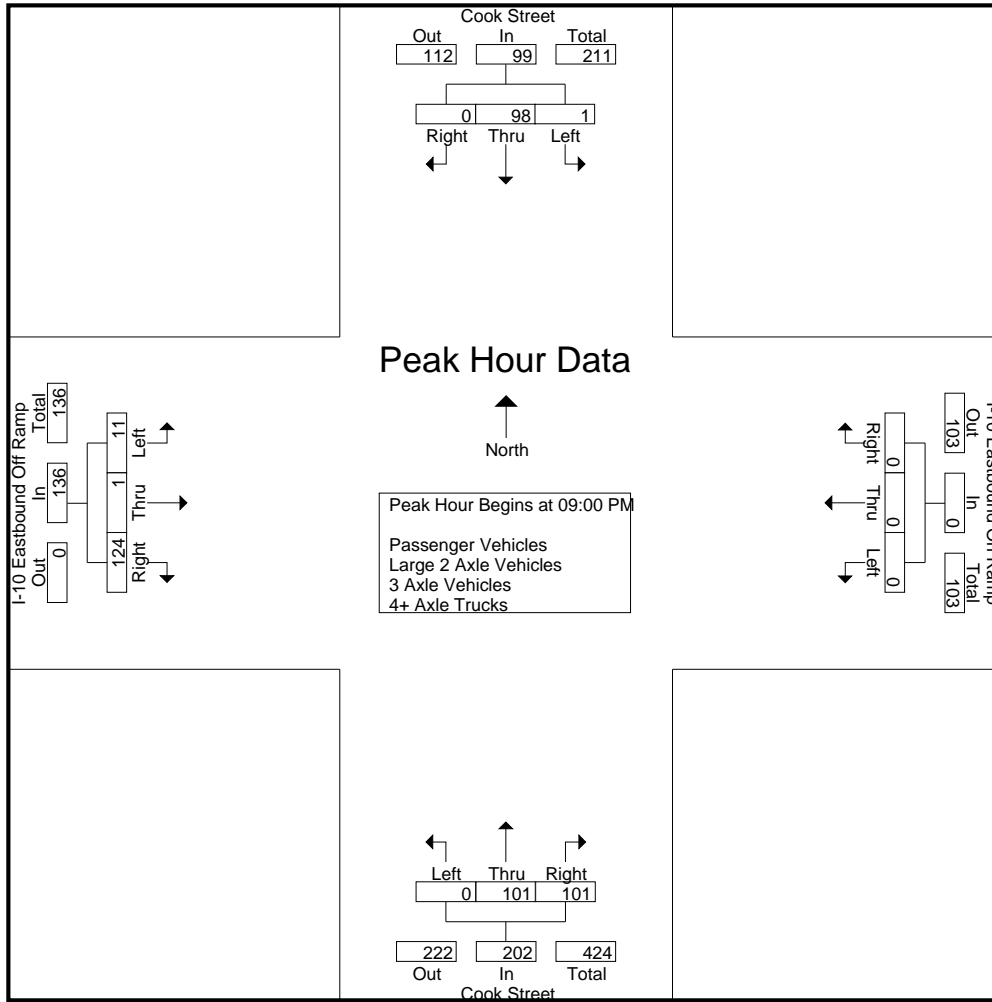 Cook Street
Out In Total
112 99 211
0 98 1
Right Thru Left
Peak Hour Data
North
Peak Hour Begins at 09:00 PM
Passenger Vehicles
Large 2 Axle Vehicles
3 Axle Vehicles
4+ Axle Trucks
I-10 Eastbound Off Ramp
Out In Total
0 136 136
11 1 124
Left Thru Right
I-10 Eastbound On Ramp
Out In Total
103 0 103
0 0 0
Right Thru Left
Left Thru Right
0 101 101
222 202 424
Out In Total
Cook Street